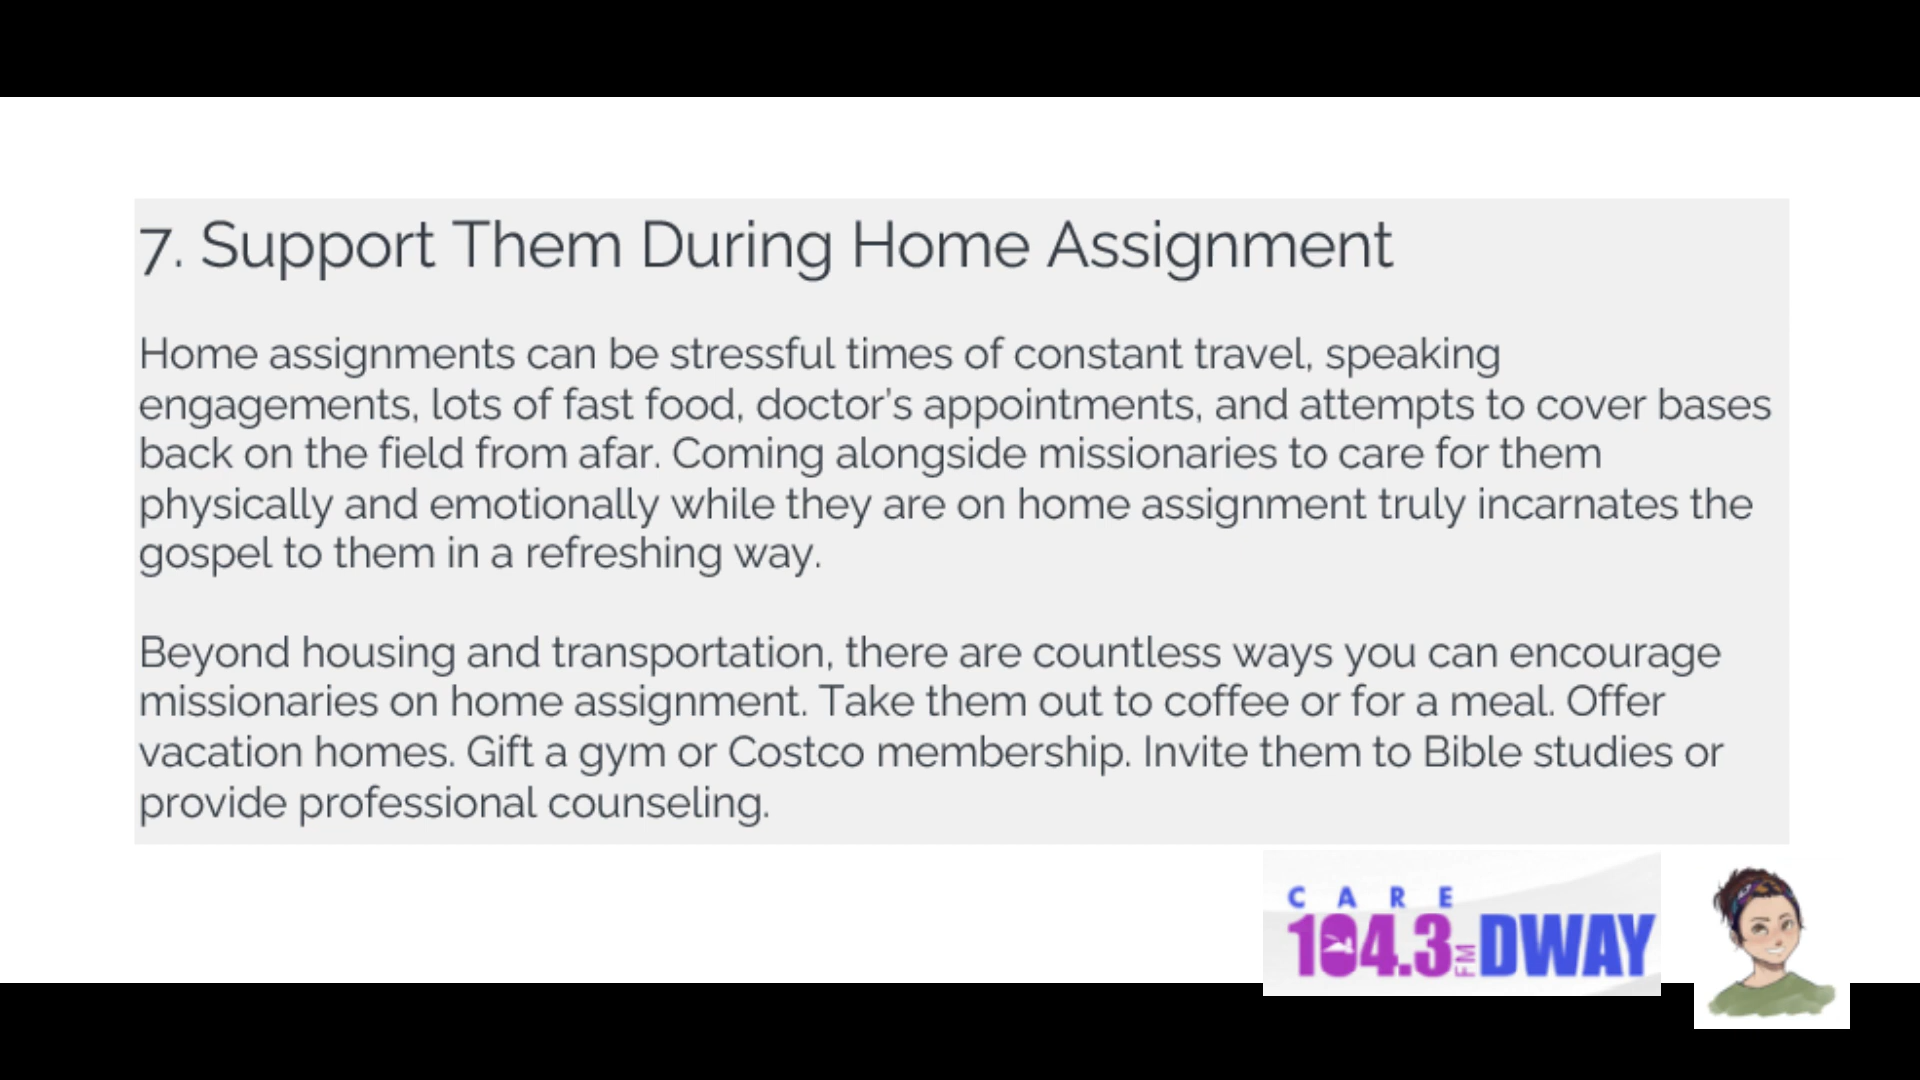 7. Support Them During Home Assignment
Home assignments can be stressful times of constant travel, speaking
engagements, lots of fast food, doctor's appointments, and attempts to cover bases
back on the field from afar. Coming alongside missionaries to care for them
physically and emotionally while they are on home assignment truly incarnates the
gospel to them in a refreshing way.
Beyond housing and transportation, there are countless ways you can encourage
missionaries on home assignment. Take them out to coffee or for a meal. Offer
vacation homes. Gift a gym or Costco membership. Invite them to Bible studies or
provide professional counseling.
CARE
104.3 FM DWAY